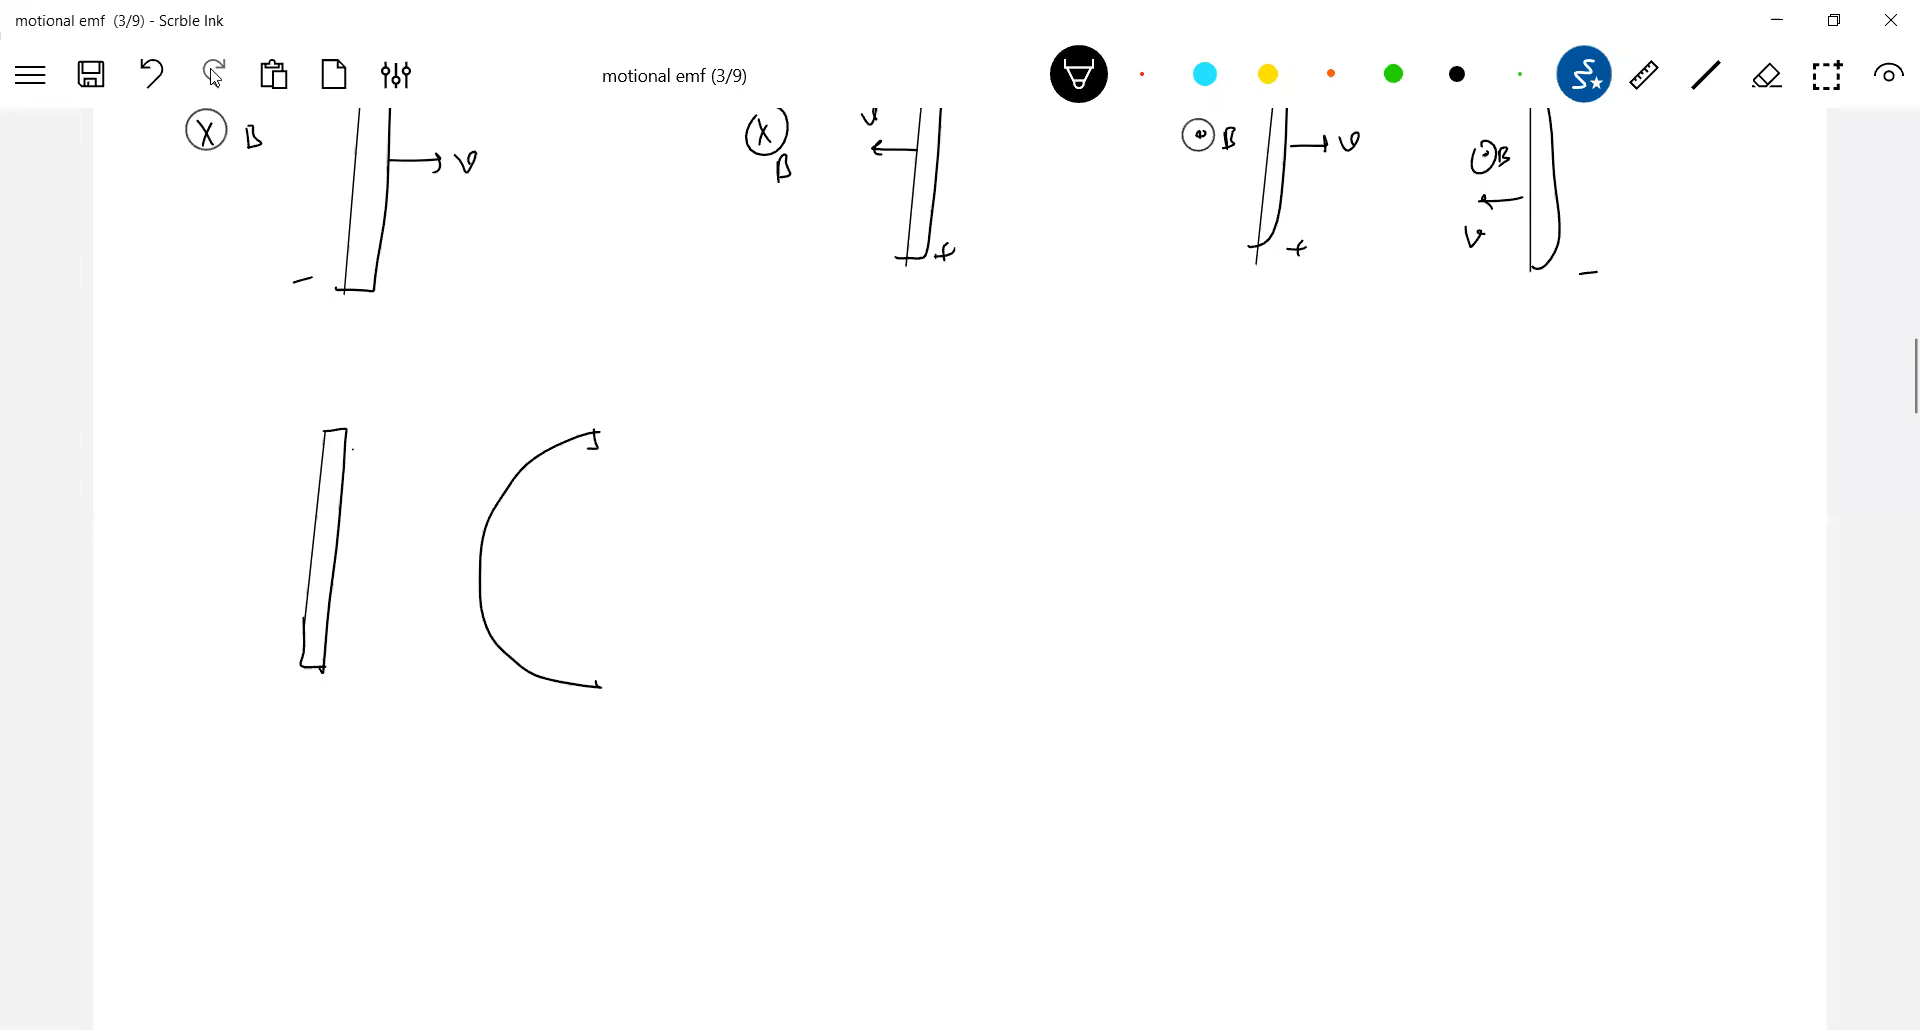 motional emf (3/9) - Scrble Ink
motional emf (3/9)
X B
v
-
v
X
B
+
B
v
+
B
v
-